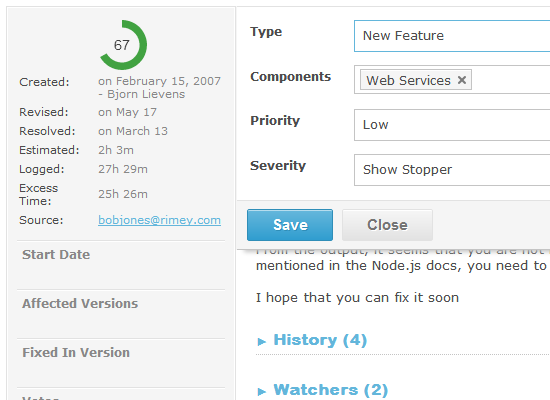 67
Created: on February 15, 2007
- Bjorn Lievens
Revised: on May 17
Resolved: on March 13
Estimated: 2h 3m
Logged: 27h 29m
Excess
Time: 25h 26m
Source: bobjones@rimey.com
Start Date
Affected Versions
Fixed In Version
Votes
Type New Feature
Components Web Services
Priority Low
Severity Show Stopper
Save Close
From the output, it seems that you are not
mentioned in the Node.js docs, you need to
I hope that you can fix it soon
History (4)
Watchers (2)